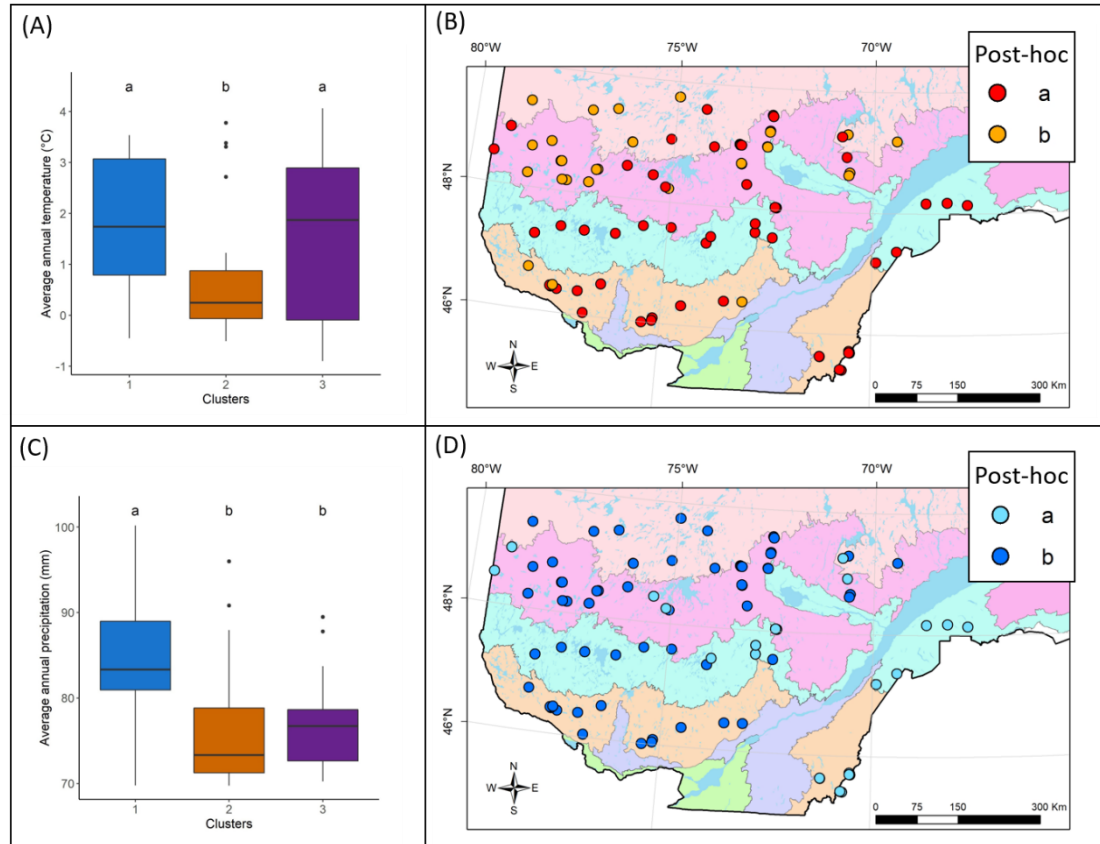 (A)
Average annual temperature (°C)
a
b
a
4
3
2
1
0
-1
1
2
3
Clusters
(B)
80°W
75°W
70°W
48°N
46°N
Post-hoc
a
b
N
W
E
S
0
75
150
300 Km
(C)
Average annual precipitation (mm)
a
b
b
100
90
80
70
1
2
3
Clusters
(D)
80°W
75°W
70°W
48°N
46°N
Post-hoc
a
b
N
W
E
S
0
75
150
300 Km